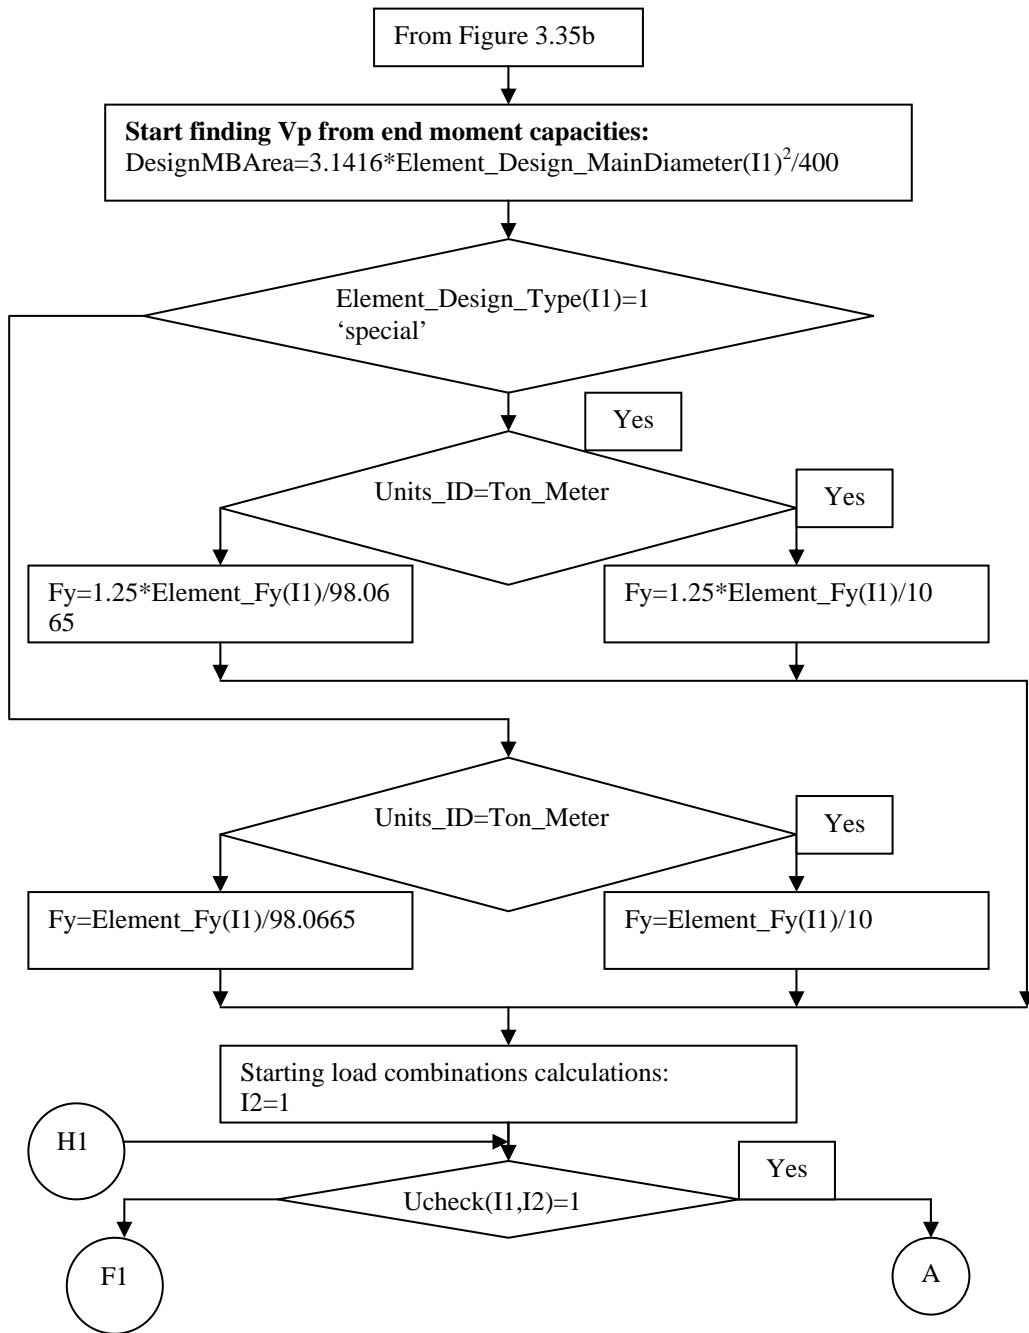 From Figure 3.35b
Start finding Vp from end moment capacities:
DesignMBArea=3.1416*Element_Design_MainDiameter(I1)²/400
Element_Design_Type(I1)=1
‘special’
Yes
Units_ID=Ton_Meter
Yes
Fy=1.25*Element_Fy(I1)/98.06
65
Fy=1.25*Element_Fy(I1)/10
Units_ID=Ton_Meter
Yes
Fy=Element_Fy(I1)/98.0665
Fy=Element_Fy(I1)/10
Starting load combinations calculations:
I2=1
H1
Yes
Ucheck(I1,I2)=1
F1
A